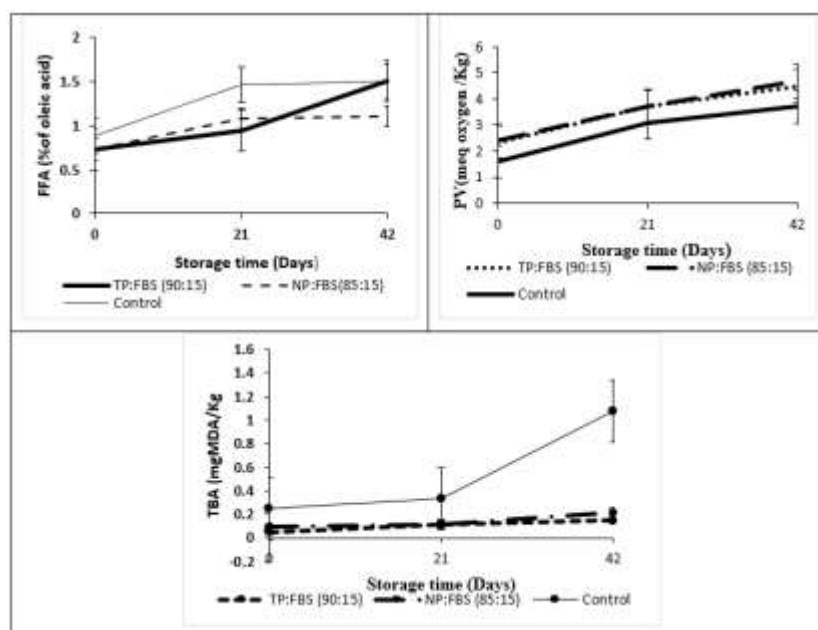 2
1.5
1
0.5
0
FFA (%of oleic acid)
0 21 42
Storage time (Days)
TP:FBS (90:15) NP:FBS(85:15)
Control
6
5
4
3
2
1
0
PV(meq oxygen /Kg)
0 21 42
Storage time (Days)
TP:FBS (90:15) NP:FBS (85:15)
Control
1.6
1.4
1.2
1
0.8
0.6
0.4
0.2
0
-0.2
TBA (mgMDA/Kg)
0 21 42
Storage time (Days)
TP:FBS (90:15) NP:FBS (85:15) Control